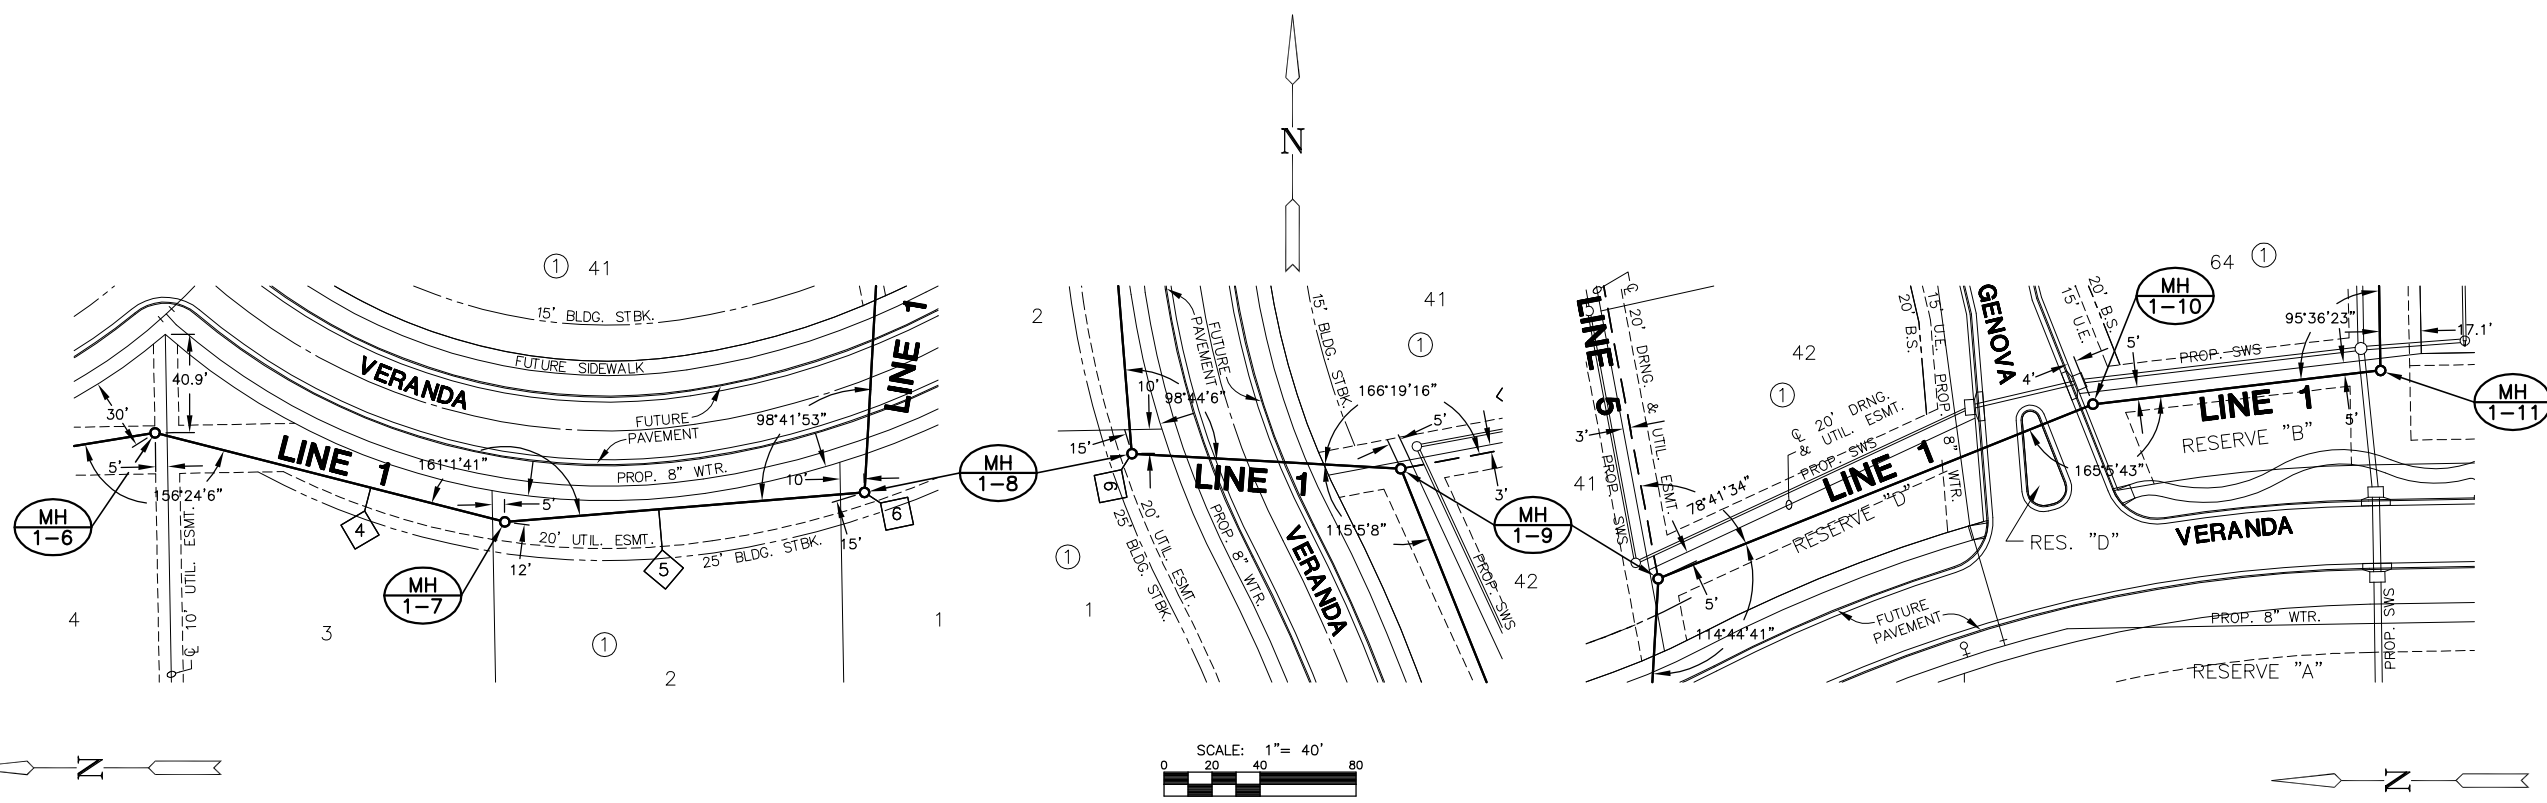 N
1 41
15' BLDG. STBK.
FUTURE SIDEWALK
VERANDA
FUTURE
PAVEMENT
PROP. 8" WTR.
LINE 1
LINE 1
40.9'
30'
5'
156°24'6"
161°1'41"
98°41'53"
10'
5'
12'
15'
20' UTIL. ESMT.
25' BLDG. STBK.
℄ 10' UTIL. ESMT.
MH
1-6
MH
1-7
MH
1-8
4
5
6
4
3
1
2
1
2
41
1
15' BLDG. STBK.
FUTURE
PAVEMENT
10'
98°44'6"
166°19'16"
5'
15'
6
LINE 1
20' UTIL ESMT.
25' BLDG. STBK.
PROP. 8" WTR.
VERANDA
115°5'8"
3'
PROP. SWS
42
1
1
MH
1-9
LINE 5
℄ 20' DRNG. &
UTIL. ESMT.
3'
PROP. SWS
41
42
1
℄ 20' DRNG.
& UTIL. ESMT.
PROP. SWS
LINE 1
RESERVE "D"
78°41'34"
5'
114°44'41"
20' B.S.
15' U.E.
PROP. 8" WTR.
GENOVA
20' B.S.
15' U.E.
MH
1-10
64 1
5'
4'
PROP. SWS
95°36'23"
17.1'
LINE 1
5'
RESERVE "B"
165°5'43"
MH
1-11
RES. "D"
VERANDA
FUTURE
PAVEMENT
PROP. 8" WTR.
PROP. SWS
RESERVE "A"
SCALE: 1"= 40'
0 20 40 80
N
N